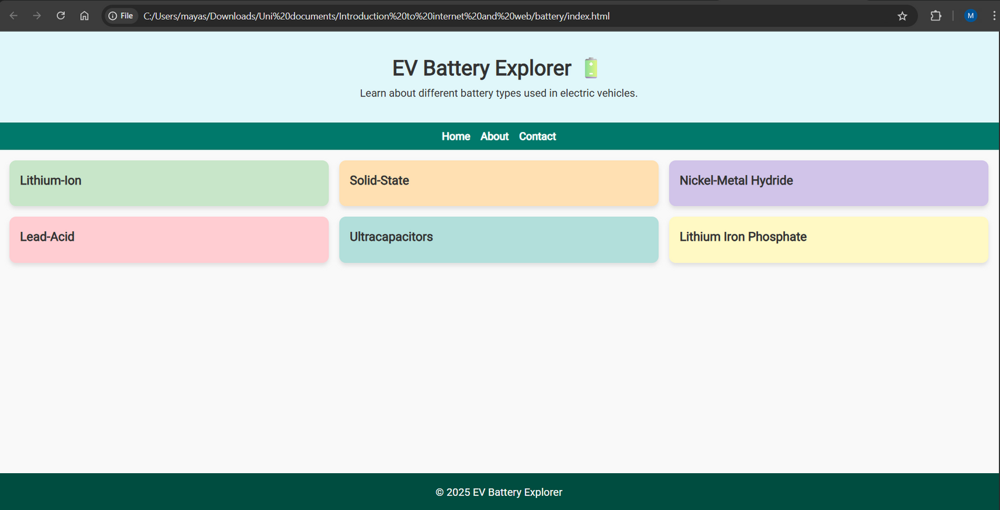 File C:/Users/mayas/Downloads/Uni%20documents/Introduction%20to%20internet%20and%20web/battery/index.html
M
EV Battery Explorer 🔋
Learn about different battery types used in electric vehicles.
Home About Contact
Lithium-Ion
Solid-State
Nickel-Metal Hydride
Lead-Acid
Ultracapacitors
Lithium Iron Phosphate
© 2025 EV Battery Explorer